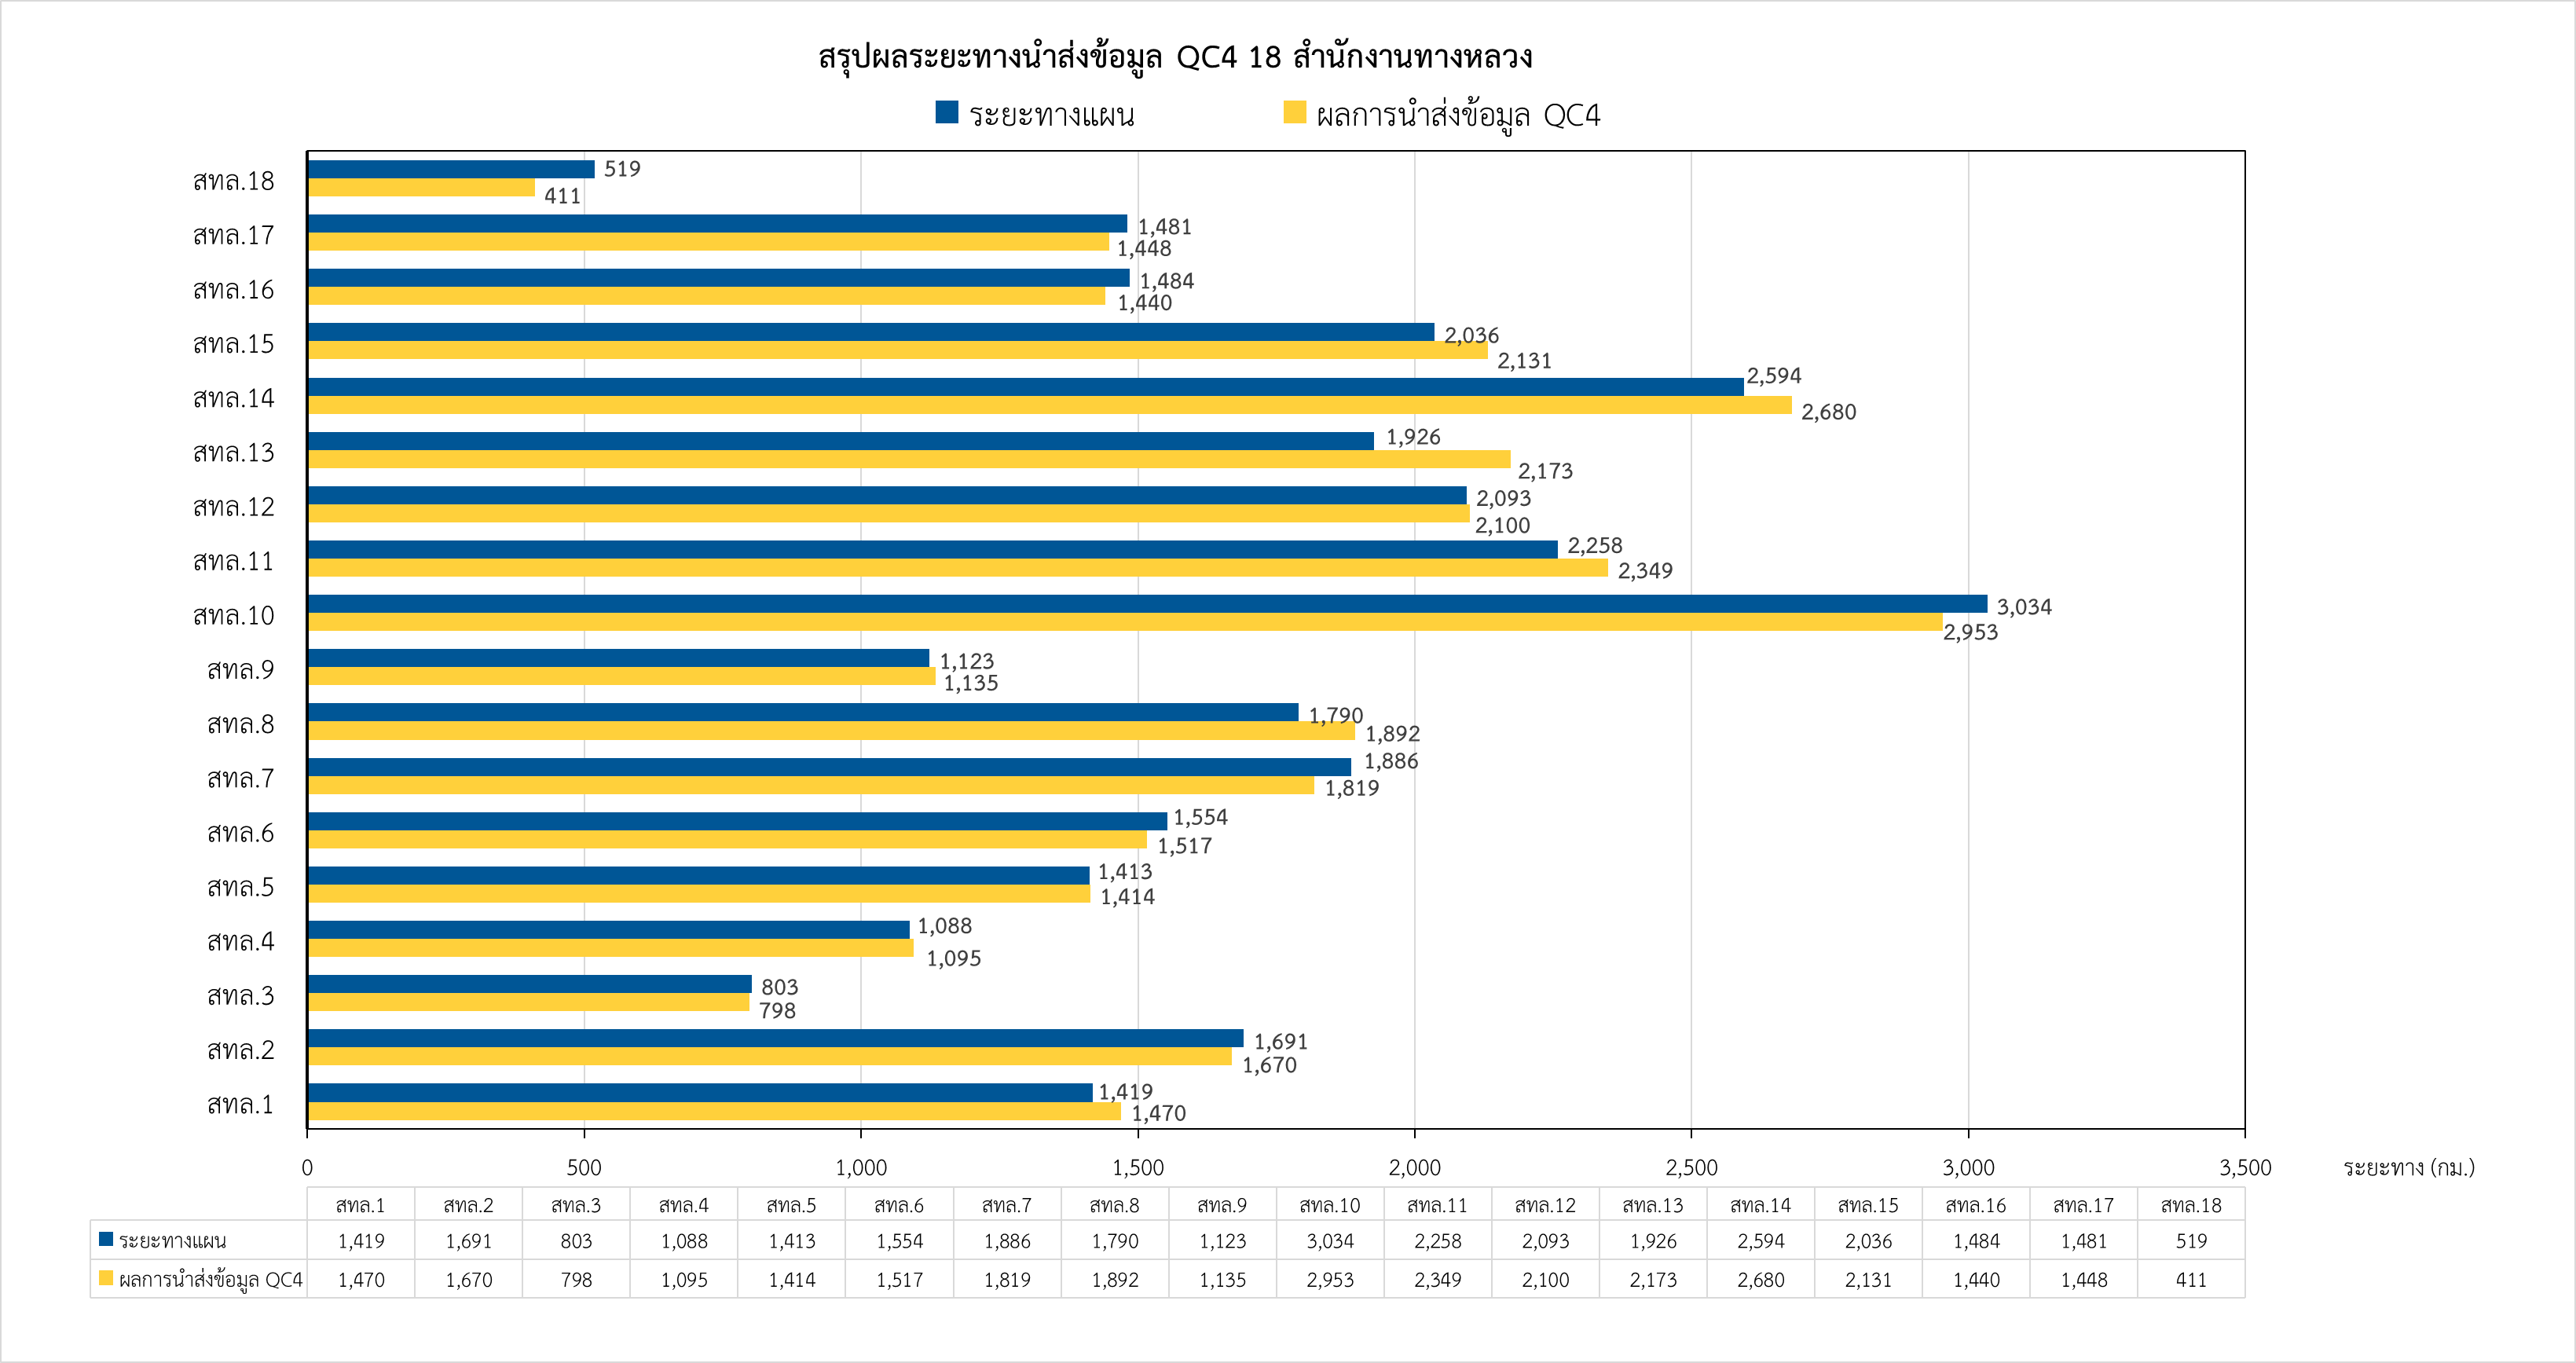 สรุปผลระยะทางนำส่งข้อมูล QC4 18 สำนักงานทางหลวง
ระยะทางแผน ผลการนำส่งข้อมูล QC4
สทล.18 519
411
สทล.17 1,481
1,448
สทล.16 1,484
1,440
สทล.15 2,036
2,131
สทล.14 2,594
2,680
สทล.13 1,926
2,173
สทล.12 2,093
2,100
สทล.11 2,258
2,349
สทล.10 3,034
2,953
สทล.9 1,123
1,135
สทล.8 1,790
1,892
สทล.7 1,886
1,819
สทล.6 1,554
1,517
สทล.5 1,413
1,414
สทล.4 1,088
1,095
สทล.3 803
798
สทล.2 1,691
1,670
สทล.1 1,419
1,470
0 500 1,000 1,500 2,000 2,500 3,000 3,500 ระยะทาง (กม.)
สทล.1 สทล.2 สทล.3 สทล.4 สทล.5 สทล.6 สทล.7 สทล.8 สทล.9 สทล.10 สทล.11 สทล.12 สทล.13 สทล.14 สทล.15 สทล.16 สทล.17 สทล.18
ระยะทางแผน 1,419 1,691 803 1,088 1,413 1,554 1,886 1,790 1,123 3,034 2,258 2,093 1,926 2,594 2,036 1,484 1,481 519
ผลการนำส่งข้อมูล QC4 1,470 1,670 798 1,095 1,414 1,517 1,819 1,892 1,135 2,953 2,349 2,100 2,173 2,680 2,131 1,440 1,448 411